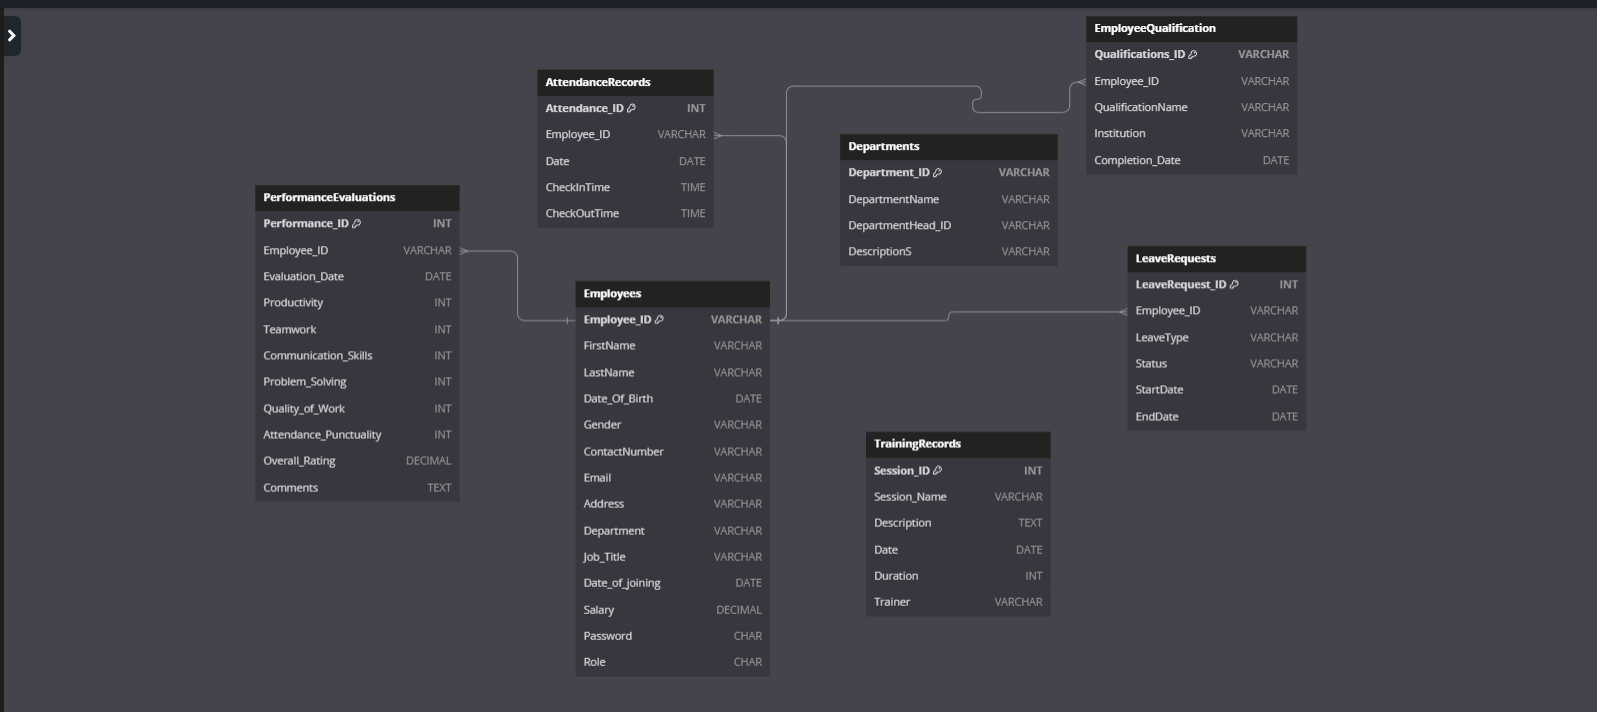 EmployeeQualification
Qualifications_ID VARCHAR
Employee_ID VARCHAR
QualificationName VARCHAR
Institution VARCHAR
Completion_Date DATE
AttendanceRecords
Attendance_ID INT
Employee_ID VARCHAR
Date DATE
CheckInTime TIME
CheckOutTime TIME
Departments
Department_ID VARCHAR
DepartmentName VARCHAR
DepartmentHead_ID VARCHAR
DescriptionS VARCHAR
PerformanceEvaluations
Performance_ID INT
Employee_ID VARCHAR
Evaluation_Date DATE
Productivity INT
Teamwork INT
Communication_Skills INT
Problem_Solving INT
Quality_of_Work INT
Attendance_Punctuality INT
Overall_Rating DECIMAL
Comments TEXT
LeaveRequests
LeaveRequest_ID INT
Employee_ID VARCHAR
LeaveType VARCHAR
Status VARCHAR
StartDate DATE
EndDate DATE
Employees
Employee_ID VARCHAR
FirstName VARCHAR
LastName VARCHAR
Date_Of_Birth DATE
Gender VARCHAR
ContactNumber VARCHAR
Email VARCHAR
Address VARCHAR
Department VARCHAR
Job_Title VARCHAR
Date_of_joining DATE
Salary DECIMAL
Password CHAR
Role CHAR
TrainingRecords
Session_ID INT
Session_Name VARCHAR
Description TEXT
Date DATE
Duration INT
Trainer VARCHAR